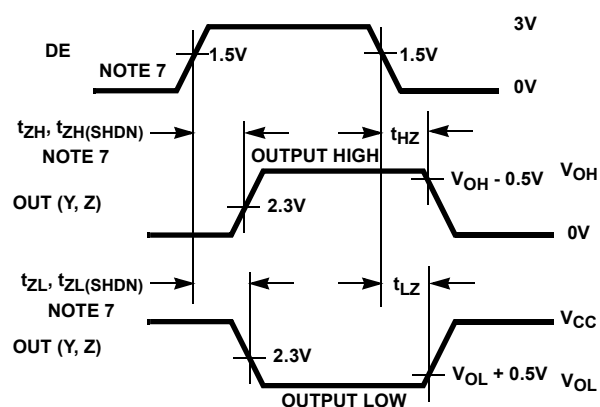 3V
DE
1.5V
1.5V
NOTE 7
0V
tZH, tZH(SHDN)
tHZ
NOTE 7
OUTPUT HIGH
VOH - 0.5V
VOH
OUT (Y, Z)
2.3V
0V
tZL, tZL(SHDN)
tLZ
NOTE 7
VCC
OUT (Y, Z)
2.3V
VOL + 0.5V
VOL
OUTPUT LOW